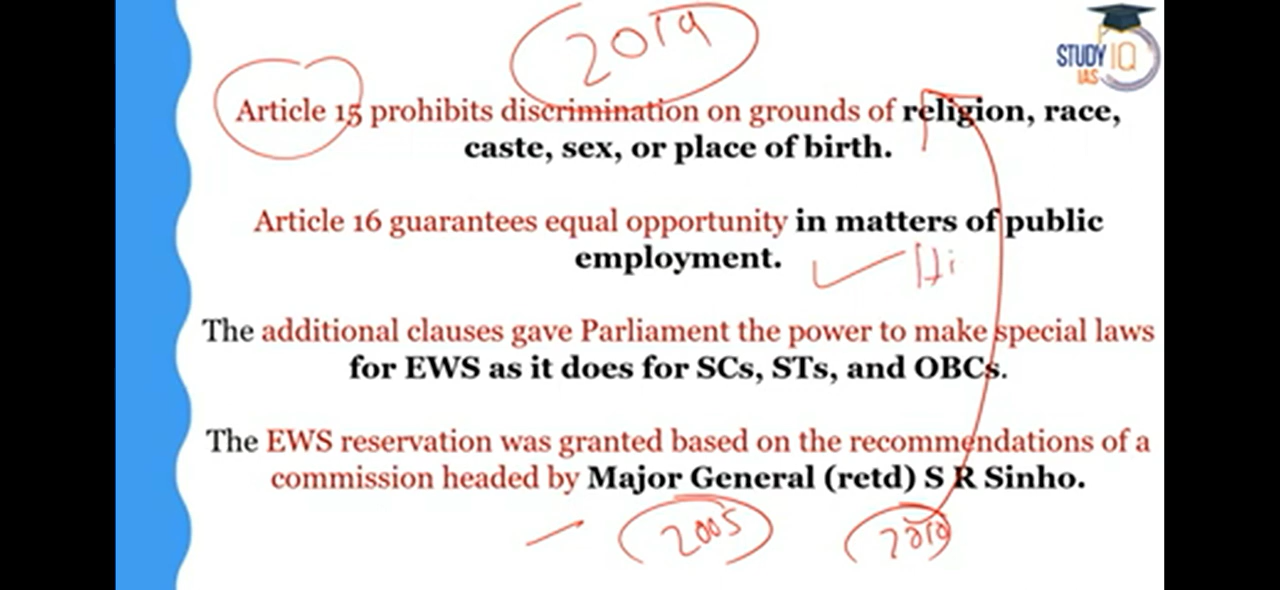 2019
STUDY IQ
IAS
Article 15 prohibits discrimination on grounds of religion, race,
caste, sex, or place of birth.
Article 16 guarantees equal opportunity in matters of public
employment.
The additional clauses gave Parliament the power to make special laws
for EWS as it does for SCs, STs, and OBCs.
The EWS reservation was granted based on the recommendations of a
commission headed by Major General (retd) S R Sinho.
2005